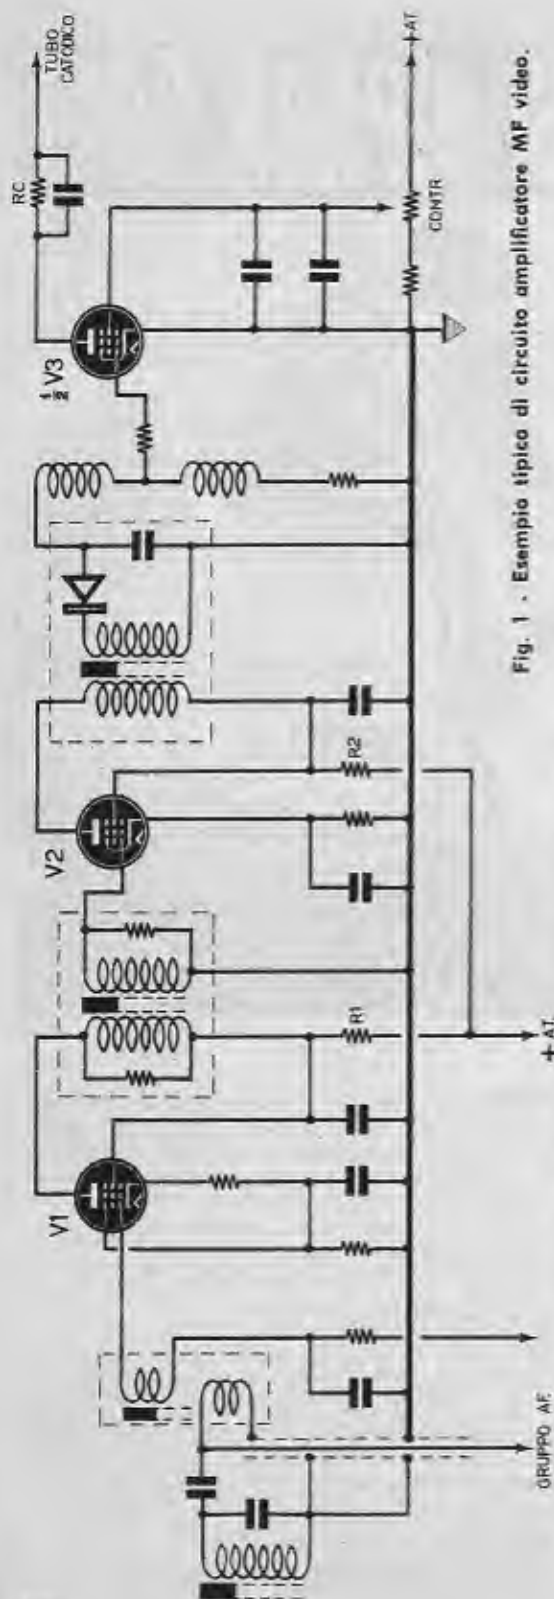 GRUPPO AF.
V1
R1
+ AT.
V2
R2
½ V3
RC
TUBO
CATODICO
CONTR
+AT
Fig. 1 - Esempio tipico di circuito amplificatore MF video.